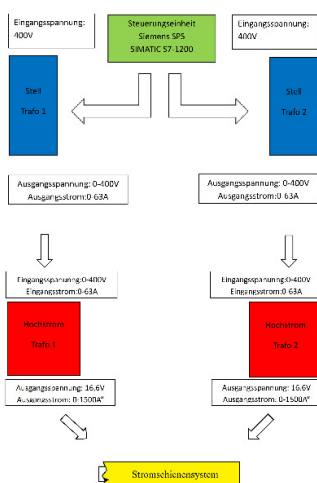 Eingangsspannung:
400V
Steuerungseinheit
Siemens SPS
SIMATIC S7-1200
Eingangsspannung:
400V
Stell
Trafo 1
Stell
Trafo 2
Ausgangsspannung: 0-400V
Ausgangsstrom:0-63A
Ausgangsspannung: 0-400V
Ausgangsstrom:0-63A
Eingangsspanunng:0-400V
Eingangsstrom:0-63A
Eingangsspanunng:0-400V
Eingangsstrom:0-63A
Hochstrom
Trafo 1
Hochstrom
Trafo 2
Ausgangsspannung: 16,6V
Ausgangsstrom: 0-1500A*
Ausgangsspannung: 16,6V
Ausgangsstrom: 0-1500A*
Stromschienensystem